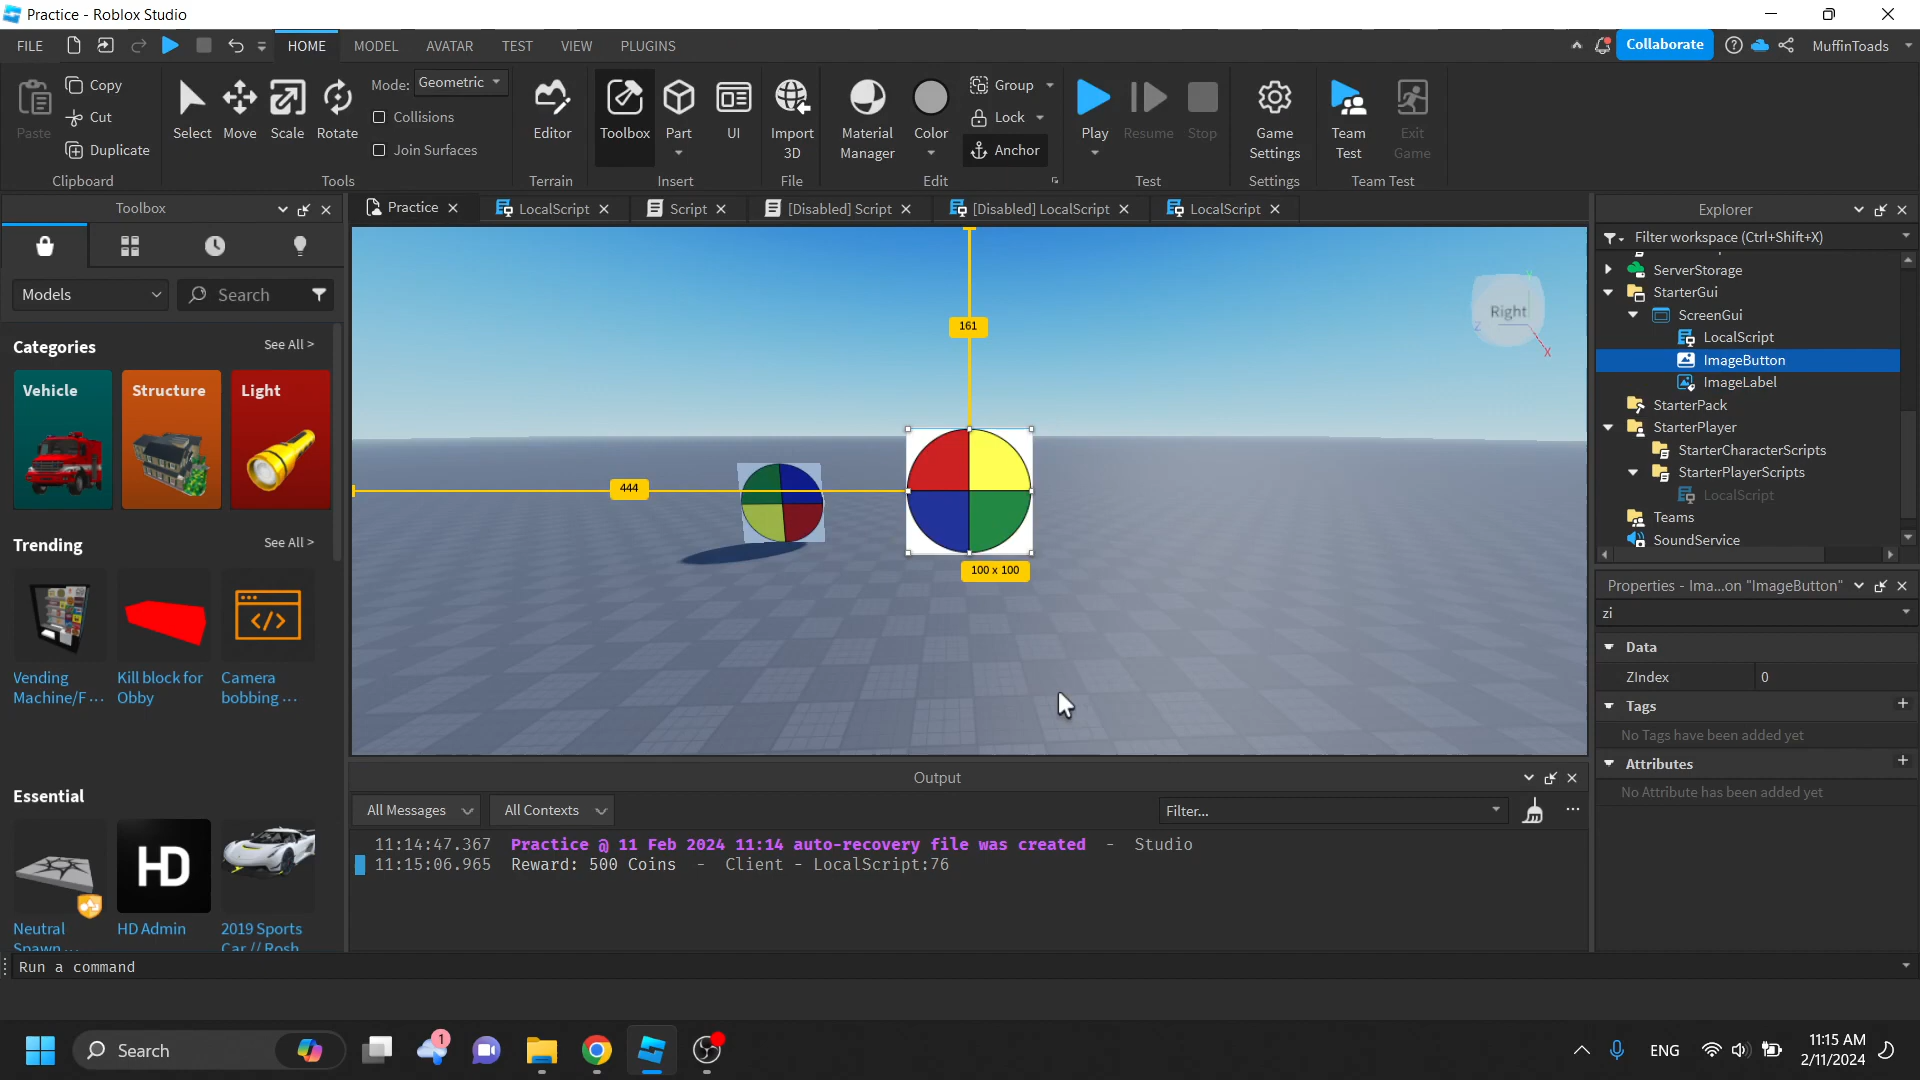 Practice - Roblox Studio
FILE
HOME
MODEL
AVATAR
TEST
VIEW
PLUGINS
Collaborate
MuffinToads
Paste
Copy
Cut
Duplicate
Clipboard
Select
Move
Scale
Rotate
Mode:
Geometric
Collisions
Join Surfaces
Tools
Editor
Terrain
Toolbox
Part
UI
Insert
Import
3D
File
Material
Manager
Color
Group
Lock
Anchor
Edit
Play
Resume
Stop
Test
Game
Settings
Settings
Team
Test
Exit
Game
Team Test
Toolbox
Models
Search
Categories
See All >
Vehicle
Structure
Light
Trending
See All >
Vending
Machine/F...
Kill block for
Obby
Camera
bobbing ...
Essential
HD
Neutral
Spawn ...
HD Admin
2019 Sports
Car // Rosh
Practice
LocalScript
Script
[Disabled] Script
[Disabled] LocalScript
LocalScript
161
444
100 x 100
Right
Z
X
Output
All Messages
All Contexts
Filter...
11:14:47.367 Practice @ 11 Feb 2024 11:14 auto-recovery file was created - Studio
11:15:06.965 Reward: 500 Coins - Client - LocalScript:76
Explorer
Filter workspace (Ctrl+Shift+X)
ServerStorage
StarterGui
ScreenGui
LocalScript
ImageButton
ImageLabel
StarterPack
StarterPlayer
StarterCharacterScripts
StarterPlayerScripts
LocalScript
Teams
SoundService
Properties - Ima...on "ImageButton"
zi
Data
ZIndex 0
Tags
No Tags have been added yet
Attributes
No Attribute has been added yet
Run a command
Search
1
ENG
11:15 AM
2/11/2024